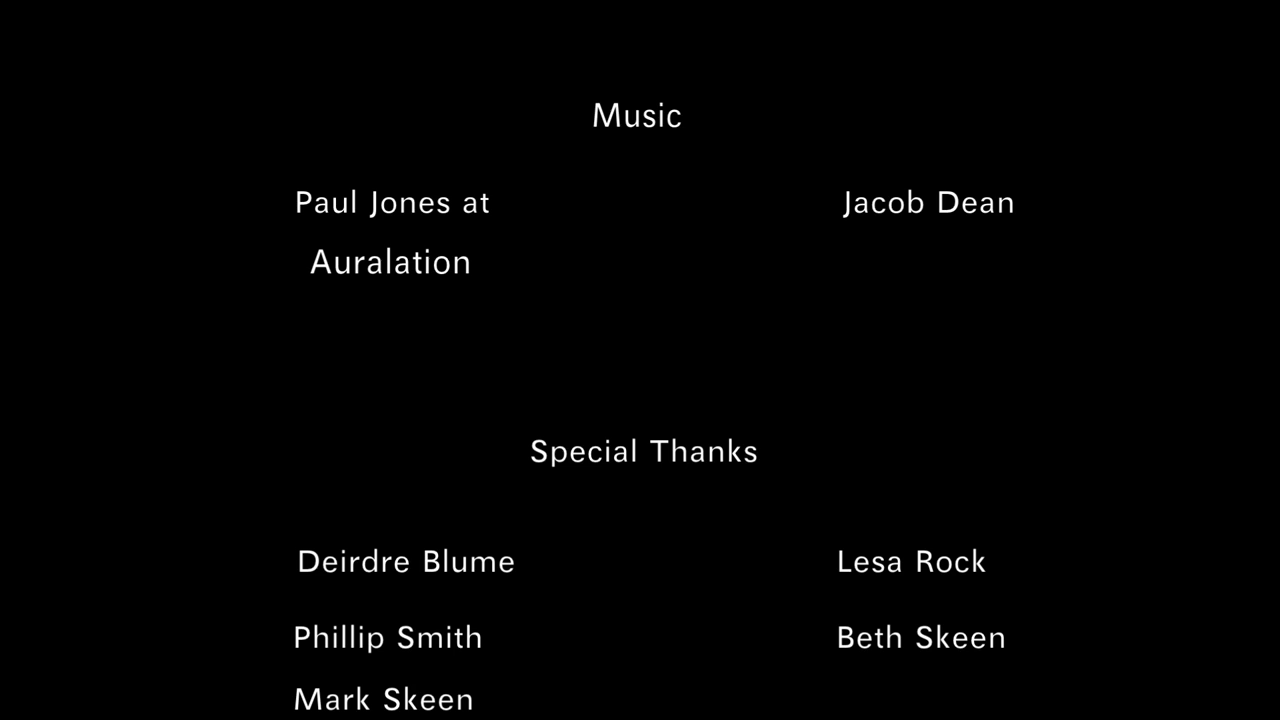 Music
Paul Jones at Jacob Dean
Auralation
Special Thanks
Deirdre Blume Lesa Rock
Phillip Smith Beth Skeen
Mark Skeen